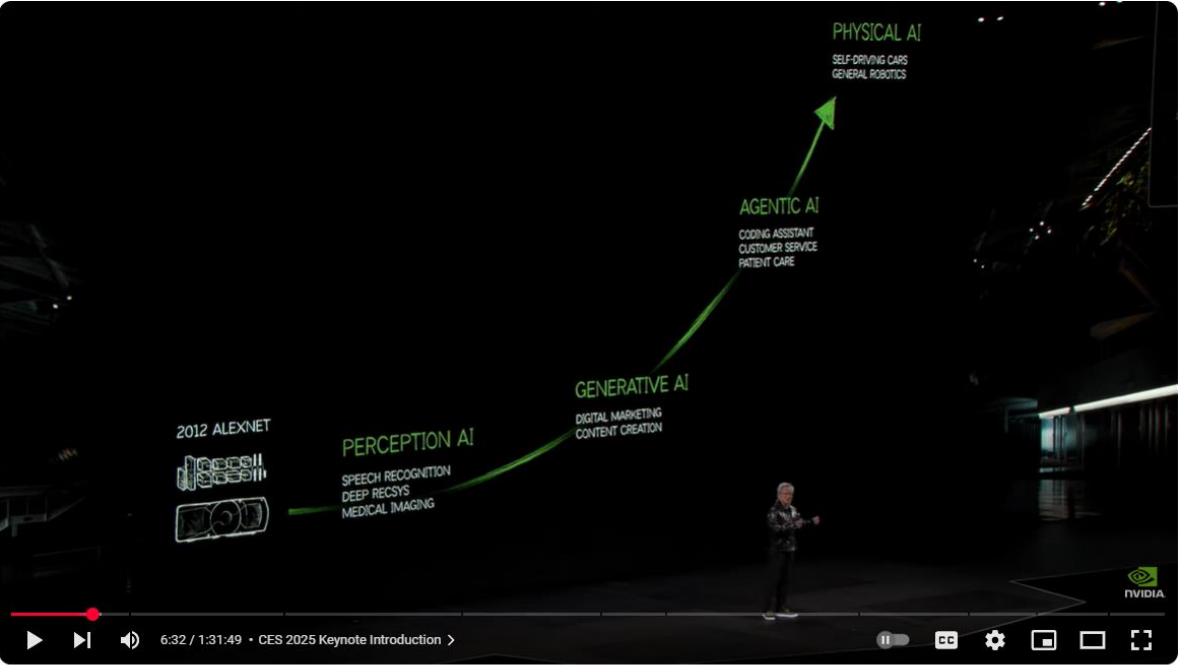 PHYSICAL AI
SELF-DRIVING CARS
GENERAL ROBOTICS
AGENTIC AI
CODING ASSISTANT
CUSTOMER SERVICE
PATIENT CARE
GENERATIVE AI
DIGITAL MARKETING
CONTENT CREATION
2012 ALEXNET
PERCEPTION AI
SPEECH RECOGNITION
DEEP RECSYS
MEDICAL IMAGING
NVIDIA
6:32 / 1:31:49 • CES 2025 Keynote Introduction
CC